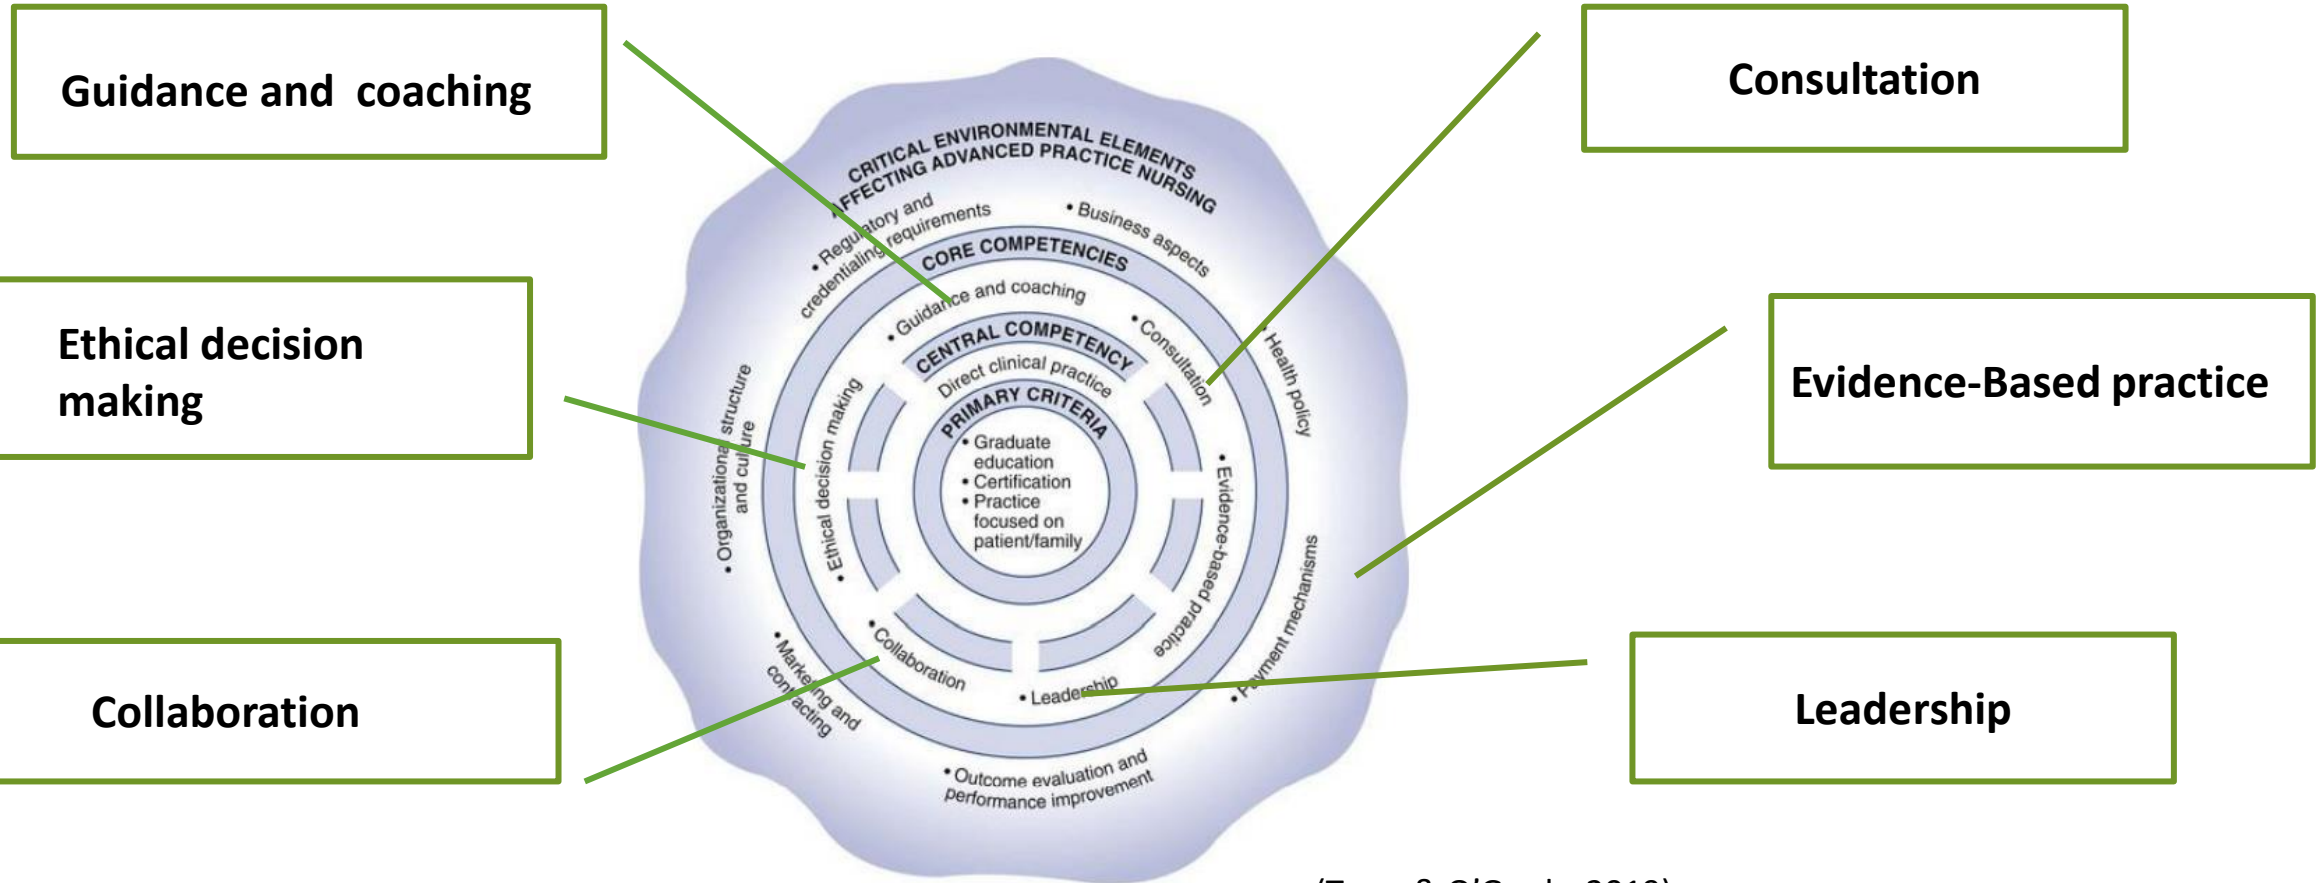 Guidance and coaching
Consultation
Ethical decision
making
Evidence-Based practice
Collaboration
Leadership
CRITICAL ENVIRONMENTAL ELEMENTS
AFFECTING ADVANCED PRACTICE NURSING
• Regulatory and
credentialing requirements
• Business aspects
• Health policy
• Payment mechanisms
• Outcome evaluation and
performance improvement
• Marketing and
contracting
• Organizational structure
and culture
CORE COMPETENCIES
• Guidance and coaching
• Consultation
• Evidence-based practice
• Leadership
• Collaboration
• Ethical decision making
CENTRAL COMPETENCY
Direct clinical practice
PRIMARY CRITERIA
• Graduate
education
• Certification
• Practice
focused on
patient/family